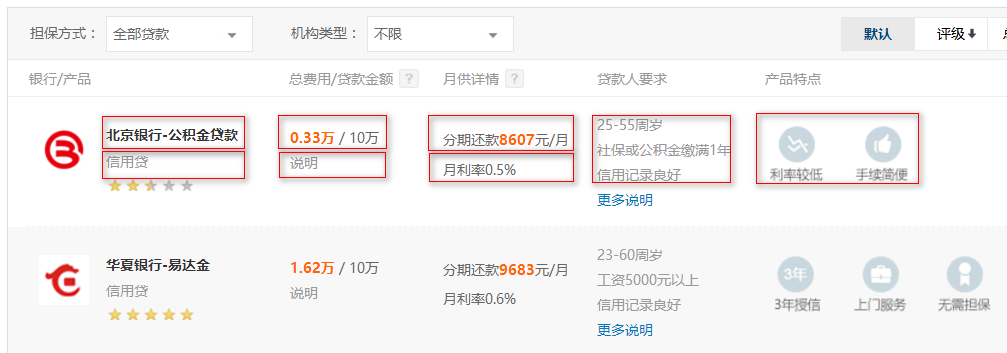 担保方式： 全部贷款 机构类型： 不限 默认 评级
银行/产品 总费用/贷款金额 ? 月供详情 ? 贷款人要求 产品特点
北京银行-公积金贷款
信用贷
0.33万 / 10万
说明
分期还款8607元/月
月利率0.5%
25-55周岁
社保或公积金缴满1年
信用记录良好
更多说明
利率较低 手续简便
华夏银行-易达金
信用贷
1.62万 / 10万
说明
分期还款9683元/月
月利率0.6%
23-60周岁
工资5000元以上
信用记录良好
更多说明
3年
3年授信 上门服务 无需担保